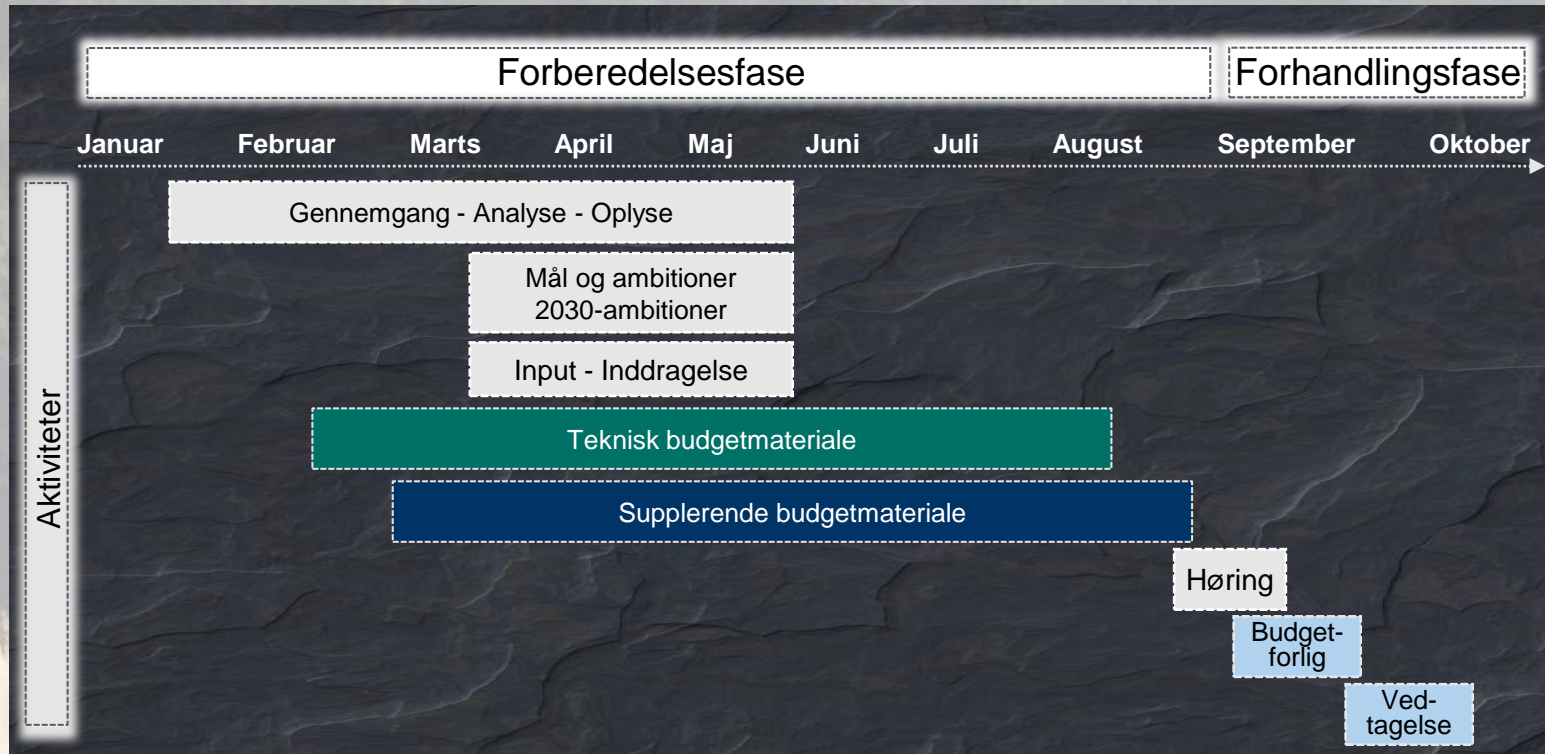 Forberedelsesfase
Forhandlingsfase
Januar Februar Marts April Maj Juni Juli August September Oktober
Aktiviteter
Gennemgang - Analyse - Oplyse
Mål og ambitioner
2030-ambitioner
Input - Inddragelse
Teknisk budgetmateriale
Supplerende budgetmateriale
Høring
Budget-
forlig
Ved-
tagelse